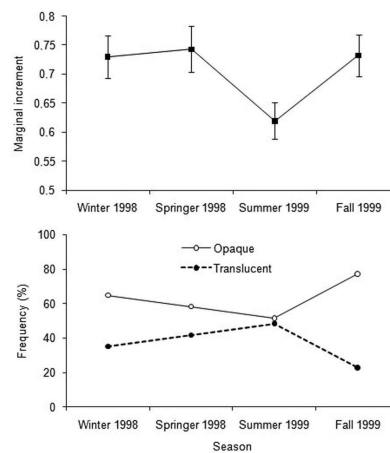 0.8
0.75
0.7
0.65
0.6
0.55
0.5
Marginal increment
Winter 1998 Springer 1998 Summer 1999 Fall 1999
100
80
60
40
20
0
Frequency (%)
Opaque
Translucent
Winter 1998 Springer 1998 Summer 1999 Fall 1999
Season